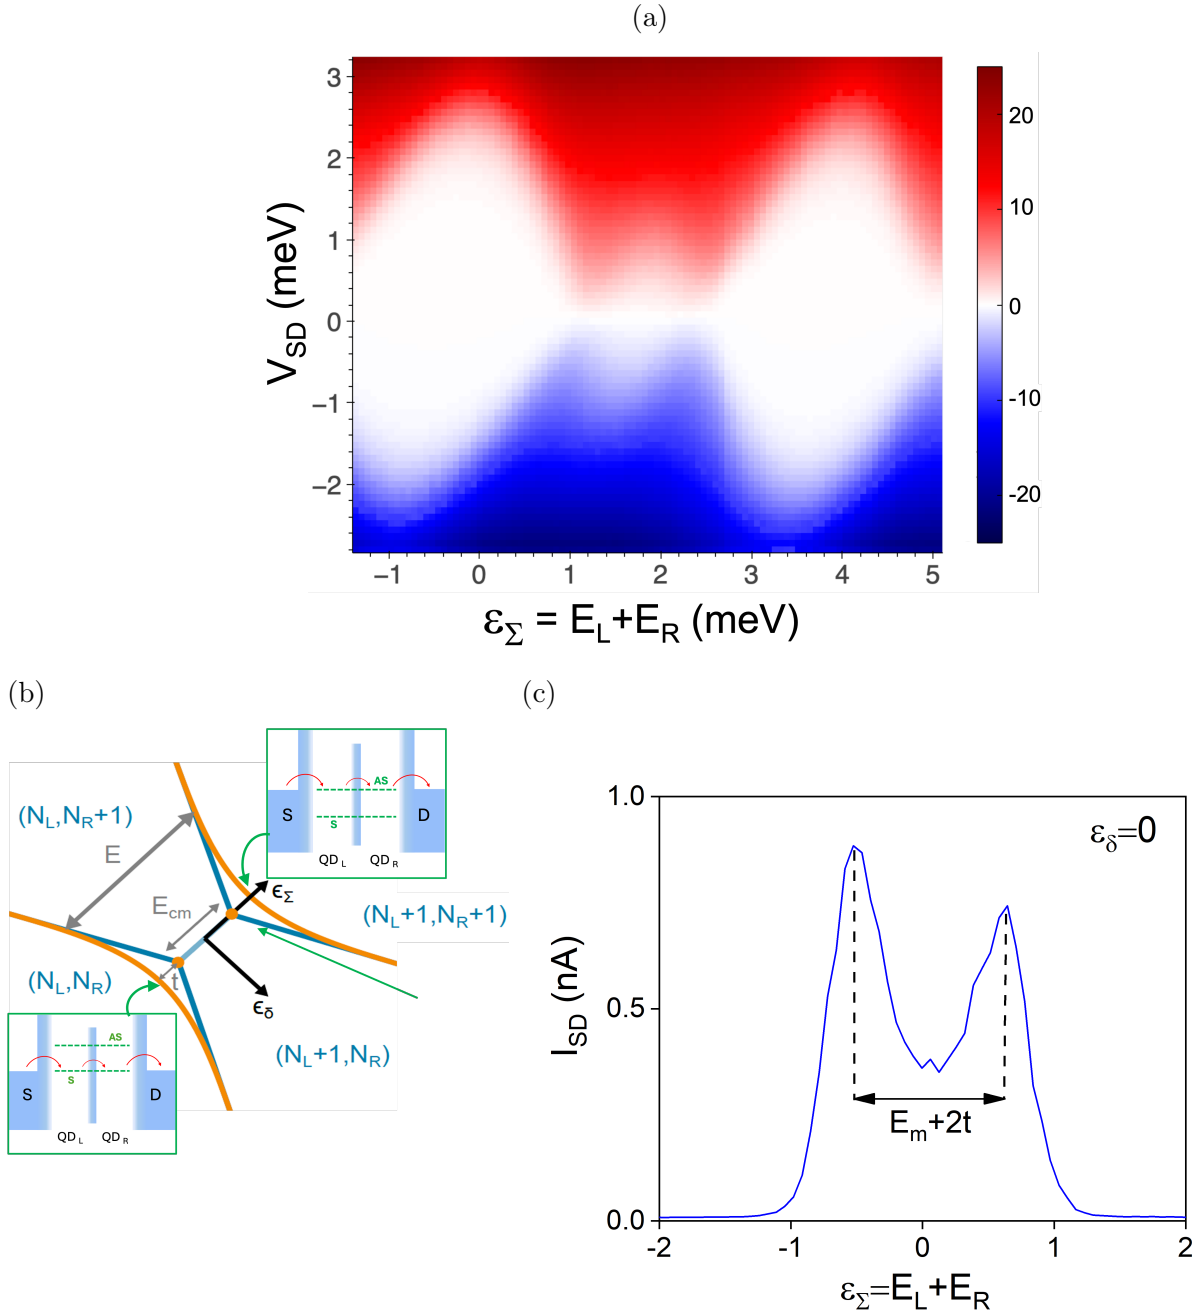 (a)
3
2
1
0
−1
−2
V_SD (meV)
−1 0 1 2 3 4 5
ε_Σ = E_L+E_R (meV)
20
10
0
-10
-20
(b)
(N_L,N_R+1)
E
E_cm
t
(N_L,N_R)
(N_L+1,N_R+1)
(N_L+1,N_R)
ϵ_Σ
ϵ_δ
S
AS
S
D
QD_L QD_R
S
AS
S
D
QD_L QD_R
(c)
1.0
0.5
0.0
I_SD (nA)
ε_δ=0
E_m+2t
-2 -1 0 1 2
ε_Σ=E_L+E_R